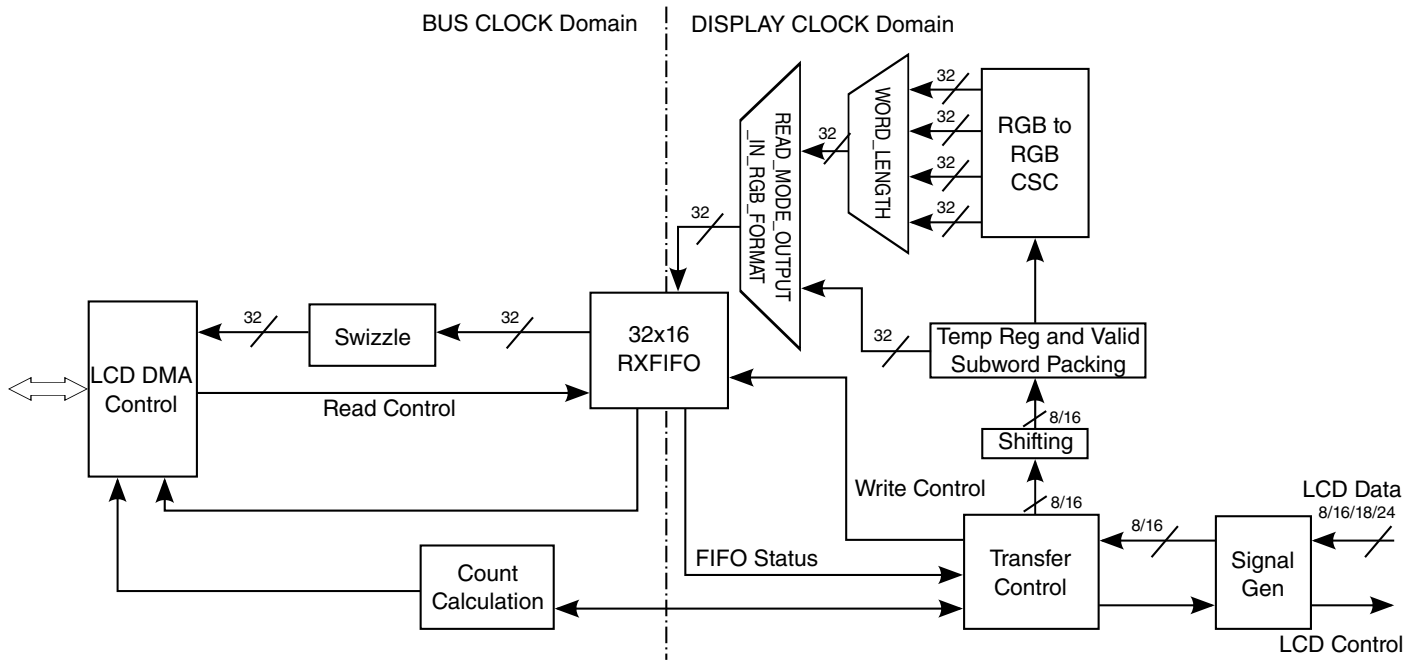 BUS CLOCK Domain
DISPLAY CLOCK Domain
READ_MODE_OUTPUT
_IN_RGB_FORMAT
WORD_LENGTH
RGB to
RGB
CSC
32
32
32
32
32
32
LCD DMA
Control
32
Swizzle
32
32x16
RXFIFO
Read Control
32
Temp Reg and Valid
Subword Packing
8/16
Shifting
8/16
Write Control
FIFO Status
Count
Calculation
Transfer
Control
8/16
Signal
Gen
LCD Data
8/16/18/24
LCD Control